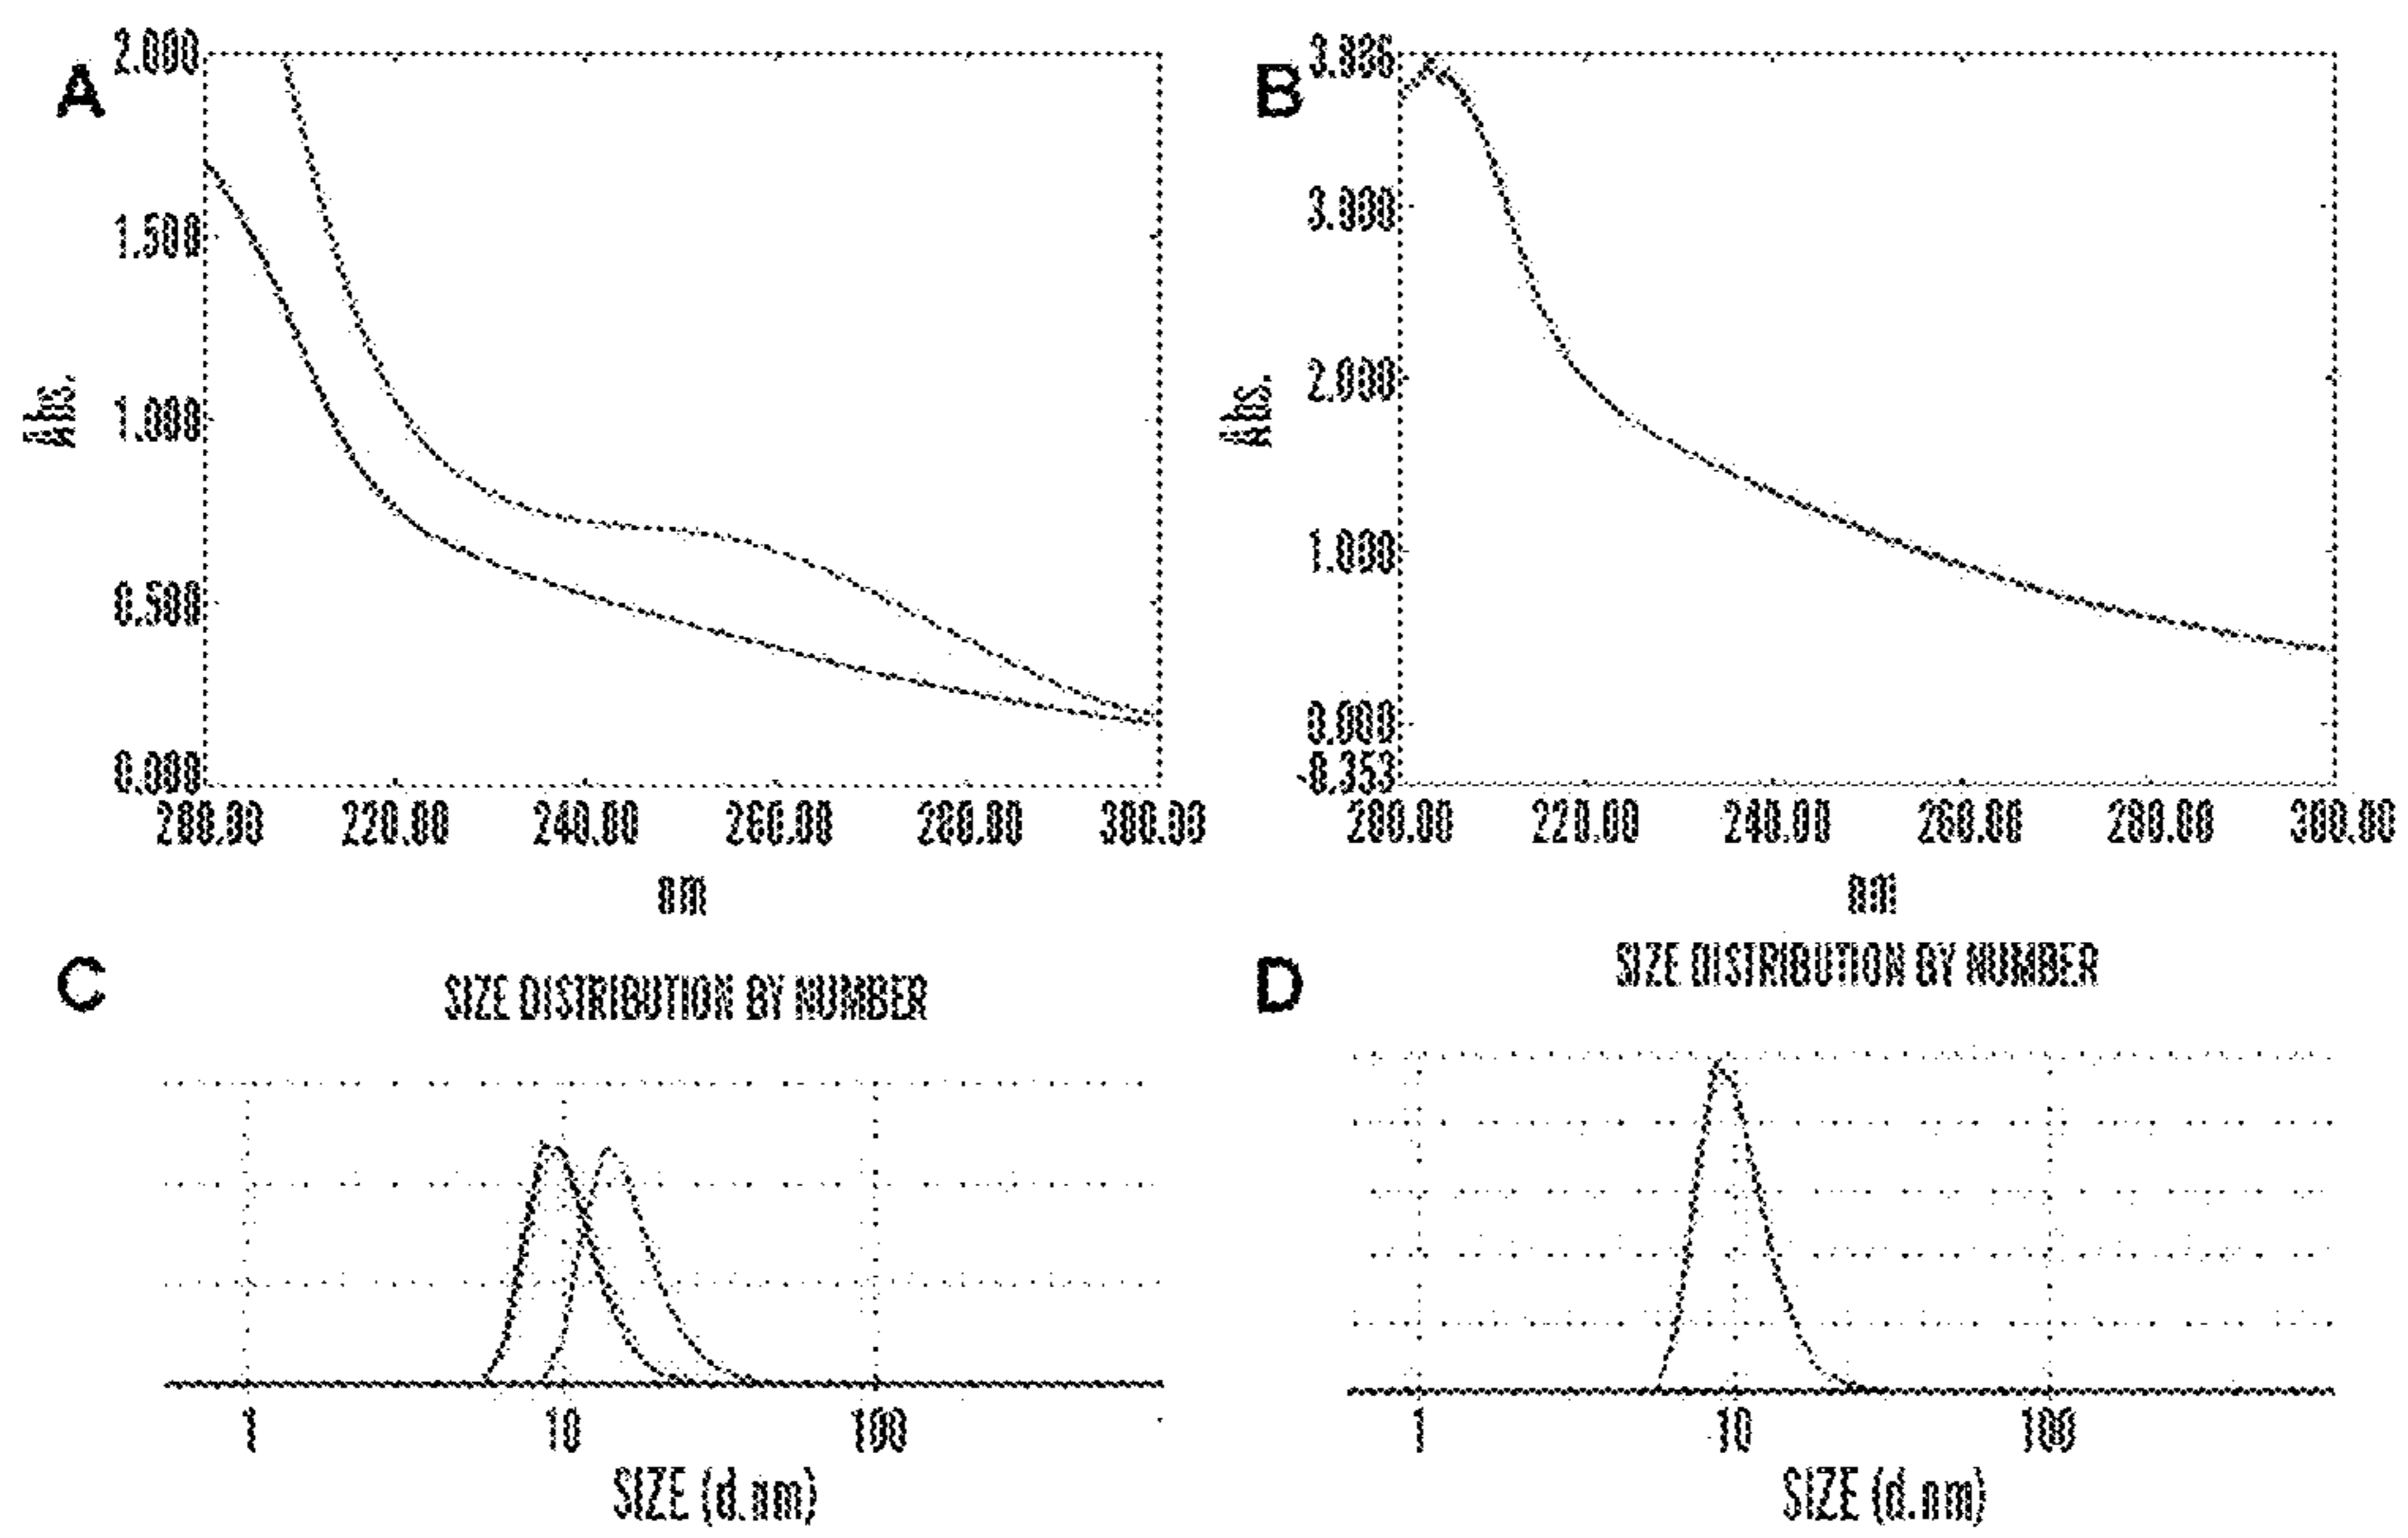 A
2.000
1.500
1.000
0.500
0.000
Abs.
200.00 220.00 240.00 260.00 280.00 300.00
nm
B
3.000
2.000
1.000
0.000
-0.353
Abs.
200.00 220.00 240.00 260.00 280.00 300.00
nm
C
SIZE DISTRIBUTION BY NUMBER
1 10 100
SIZE (d.nm)
D
SIZE DISTRIBUTION BY NUMBER
1 10 100
SIZE (d.nm)